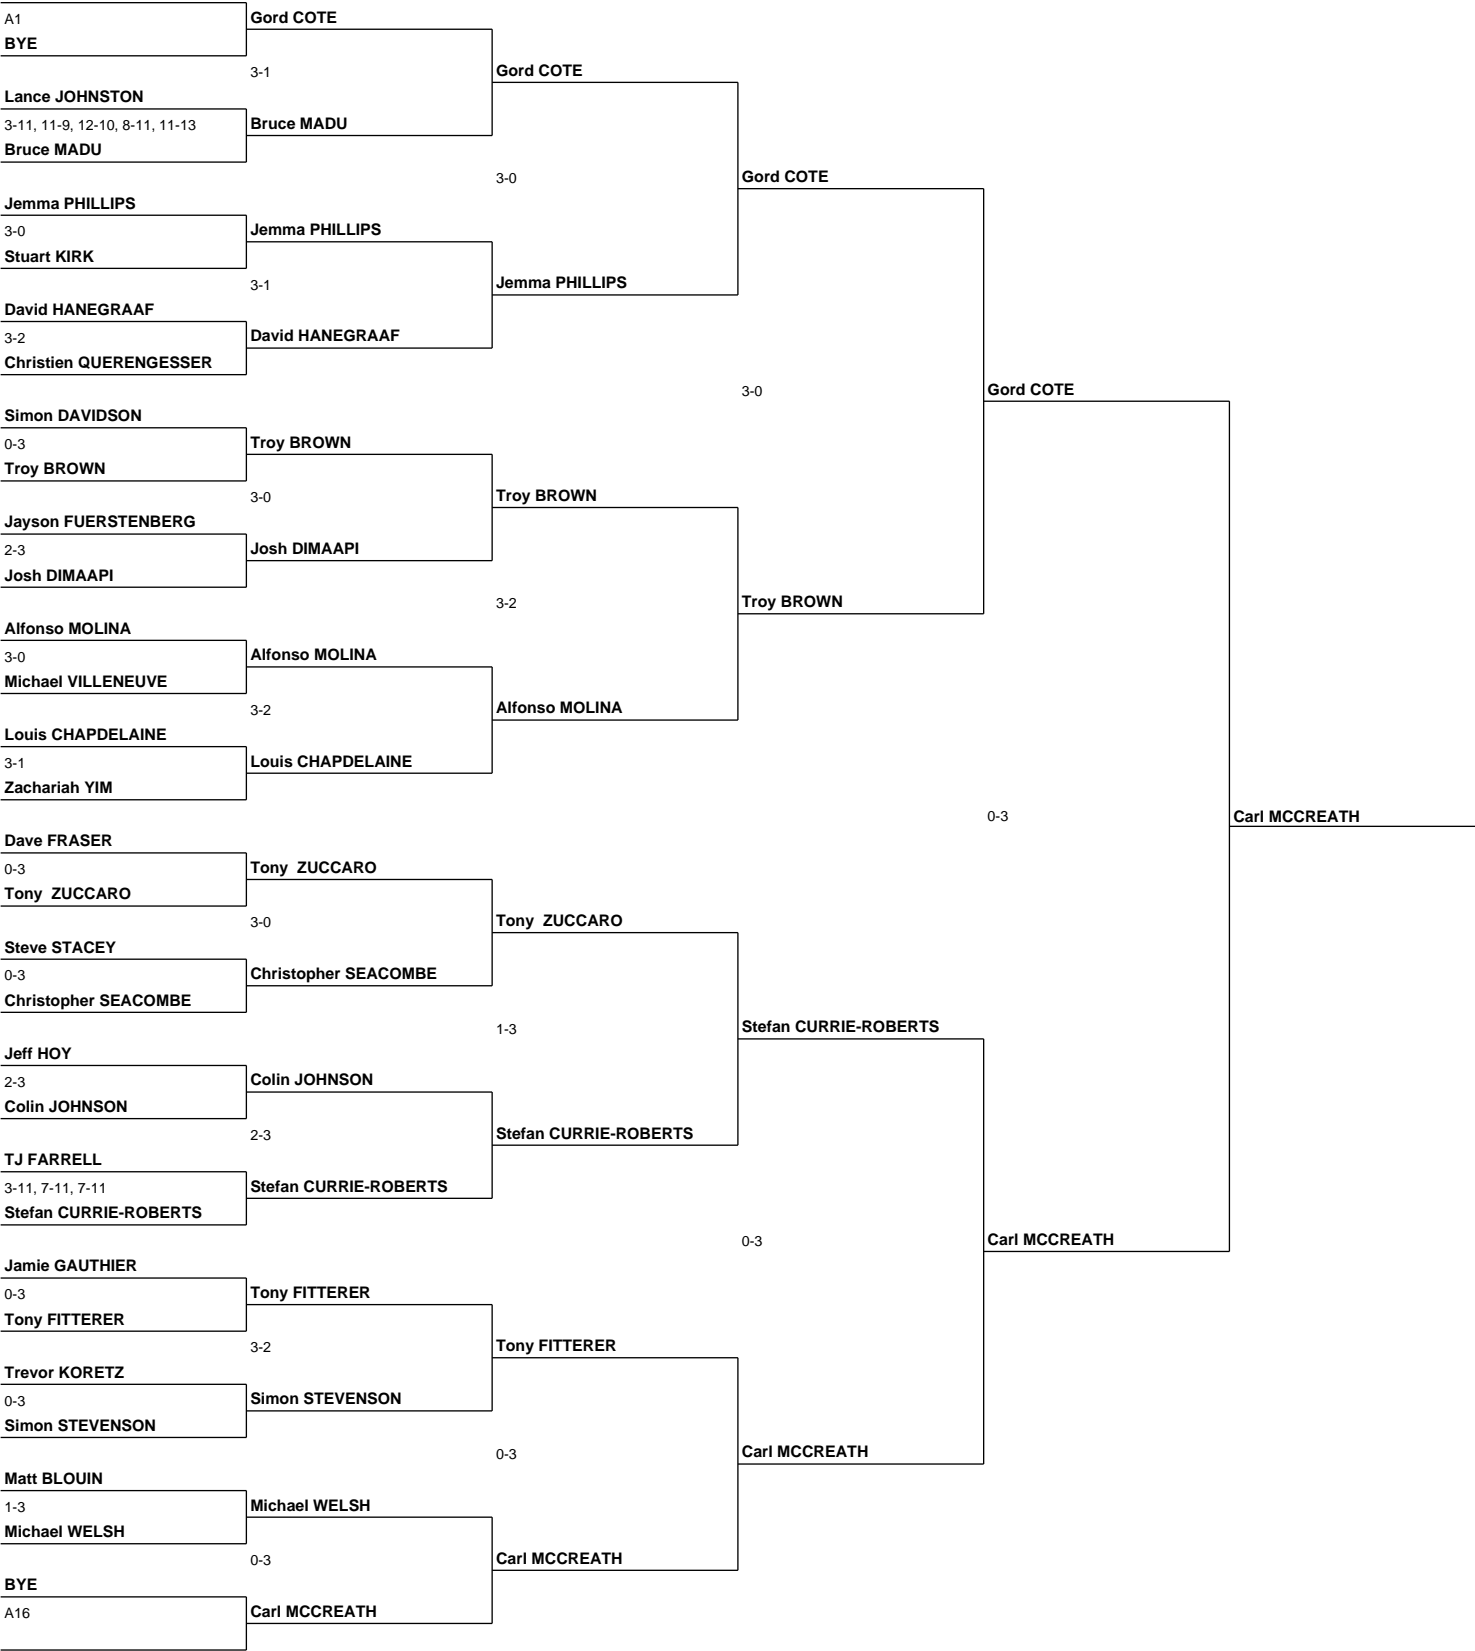 A1
BYE
Gord COTE
3-1
Lance JOHNSTON
3-11, 11-9, 12-10, 8-11, 11-13
Bruce MADU
Bruce MADU
Gord COTE
3-0
Jemma PHILLIPS
3-0
Stuart KIRK
Jemma PHILLIPS
3-1
David HANEGRAAF
3-2
Christien QUERENGESSER
David HANEGRAAF
Jemma PHILLIPS
Gord COTE
3-0
Simon DAVIDSON
0-3
Troy BROWN
Troy BROWN
3-0
Jayson FUERSTENBERG
2-3
Josh DIMAAPI
Josh DIMAAPI
Troy BROWN
3-2
Alfonso MOLINA
3-0
Michael VILLENEUVE
Alfonso MOLINA
3-2
Louis CHAPDELAINE
3-1
Zachariah YIM
Louis CHAPDELAINE
Alfonso MOLINA
Troy BROWN
Gord COTE
0-3
Carl MCCREATH
Dave FRASER
0-3
Tony  ZUCCARO
Tony  ZUCCARO
3-0
Steve STACEY
0-3
Christopher SEACOMBE
Christopher SEACOMBE
Tony  ZUCCARO
1-3
Jeff HOY
2-3
Colin JOHNSON
Colin JOHNSON
2-3
TJ FARRELL
3-11, 7-11, 7-11
Stefan CURRIE-ROBERTS
Stefan CURRIE-ROBERTS
Stefan CURRIE-ROBERTS
Stefan CURRIE-ROBERTS
0-3
Jamie GAUTHIER
0-3
Tony FITTERER
Tony FITTERER
3-2
Trevor KORETZ
0-3
Simon STEVENSON
Simon STEVENSON
Tony FITTERER
0-3
Matt BLOUIN
1-3
Michael WELSH
Michael WELSH
0-3
BYE
A16
Carl MCCREATH
Carl MCCREATH
Carl MCCREATH
Carl MCCREATH